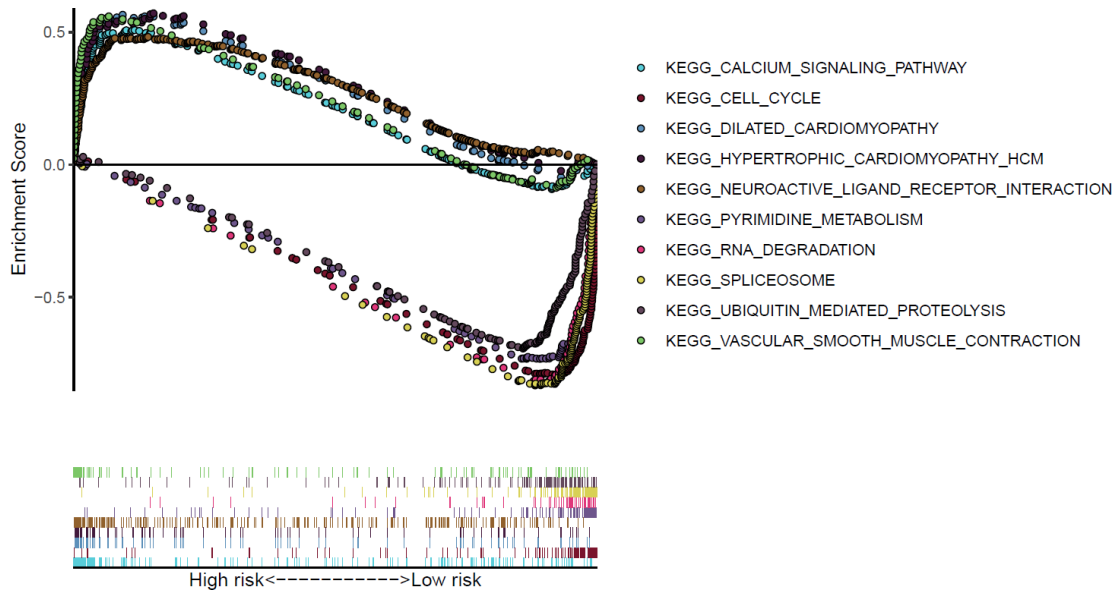 0.5
0.0
−0.5
Enrichment Score
KEGG_CALCIUM_SIGNALING_PATHWAY
KEGG_CELL_CYCLE
KEGG_DILATED_CARDIOMYOPATHY
KEGG_HYPERTROPHIC_CARDIOMYOPATHY_HCM
KEGG_NEUROACTIVE_LIGAND_RECEPTOR_INTERACTION
KEGG_PYRIMIDINE_METABOLISM
KEGG_RNA_DEGRADATION
KEGG_SPLICEOSOME
KEGG_UBIQUITIN_MEDIATED_PROTEOLYSIS
KEGG_VASCULAR_SMOOTH_MUSCLE_CONTRACTION
High risk<----------->Low risk